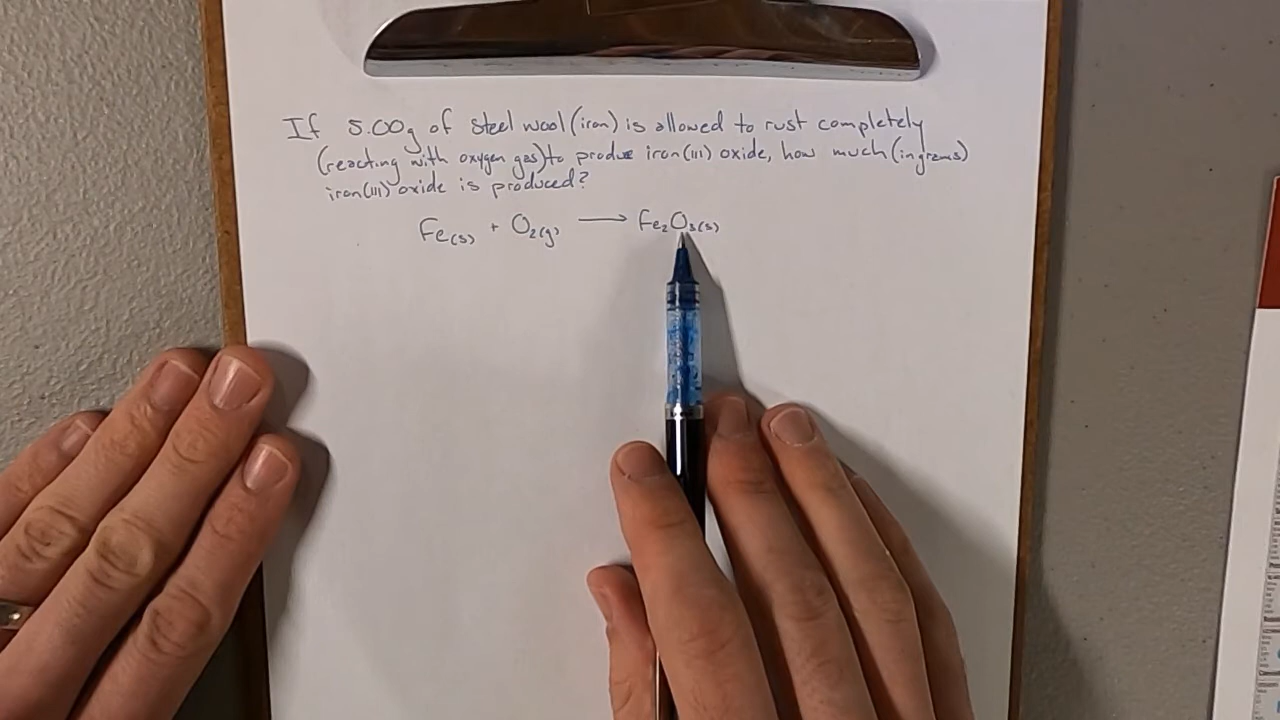 If 5.00g of steel wool (iron) is allowed to rust completely
(reacting with oxygen gas) to produce iron(III) oxide, how much (in grams)
iron(III) oxide is produced?
Fe(s) + O₂(g) ⟶ Fe₂O₃(s)